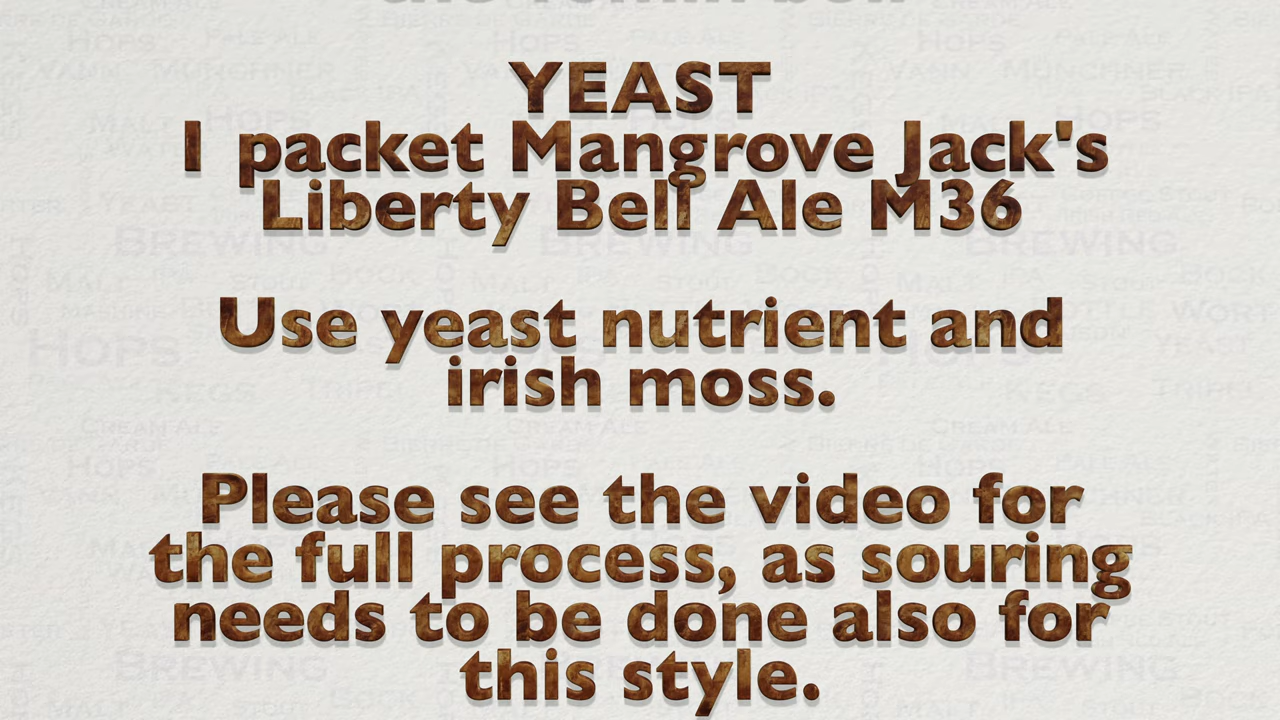 YEAST
1 packet Mangrove Jack's
Liberty Bell Ale M36
Use yeast nutrient and
irish moss.
Please see the video for
the full process, as souring
needs to be done also for
this style.